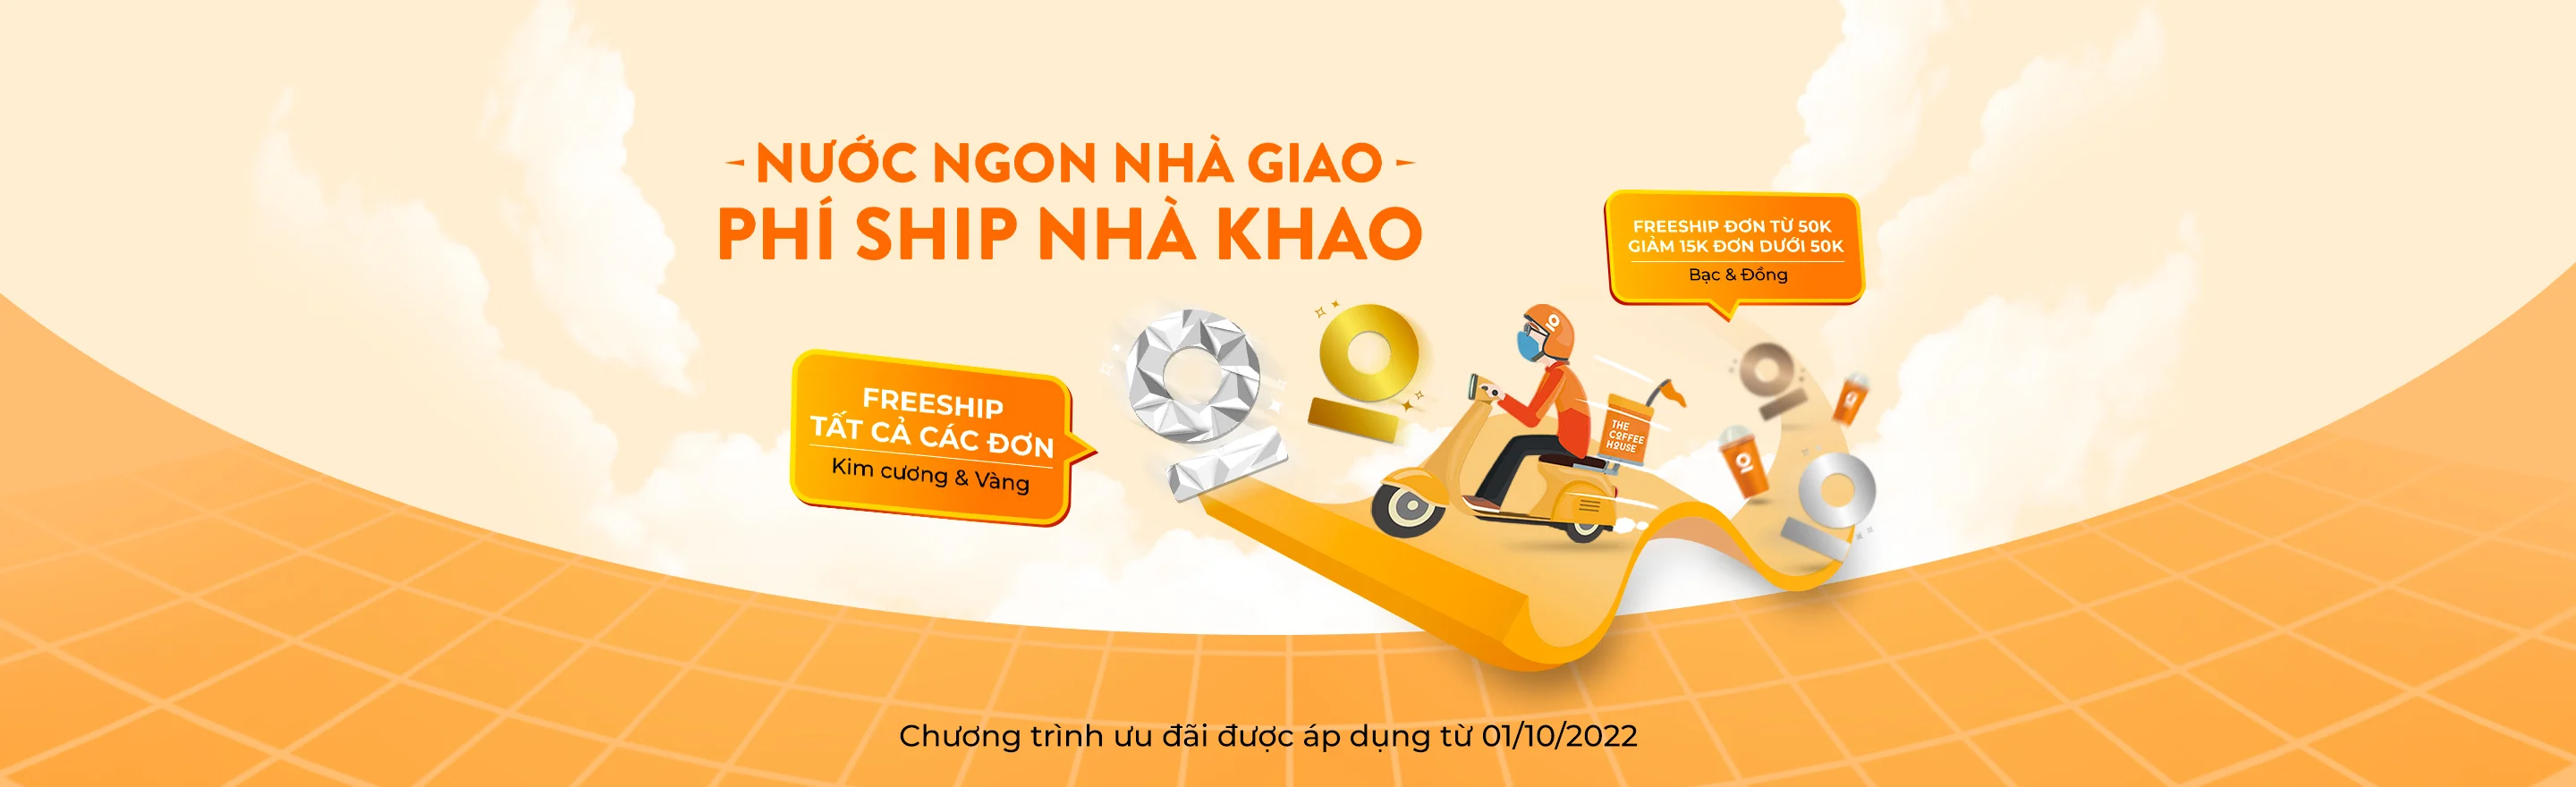 - NƯỚC NGON NHÀ GIAO -
PHÍ SHIP NHÀ KHAO
FREESHIP ĐƠN TỪ 50K
GIẢM 15K ĐƠN DƯỚI 50K
Bạc & Đồng
FREESHIP
TẤT CẢ CÁC ĐƠN
Kim cương & Vàng
THE
COFFEE
HOUSE
Chương trình ưu đãi được áp dụng từ 01/10/2022